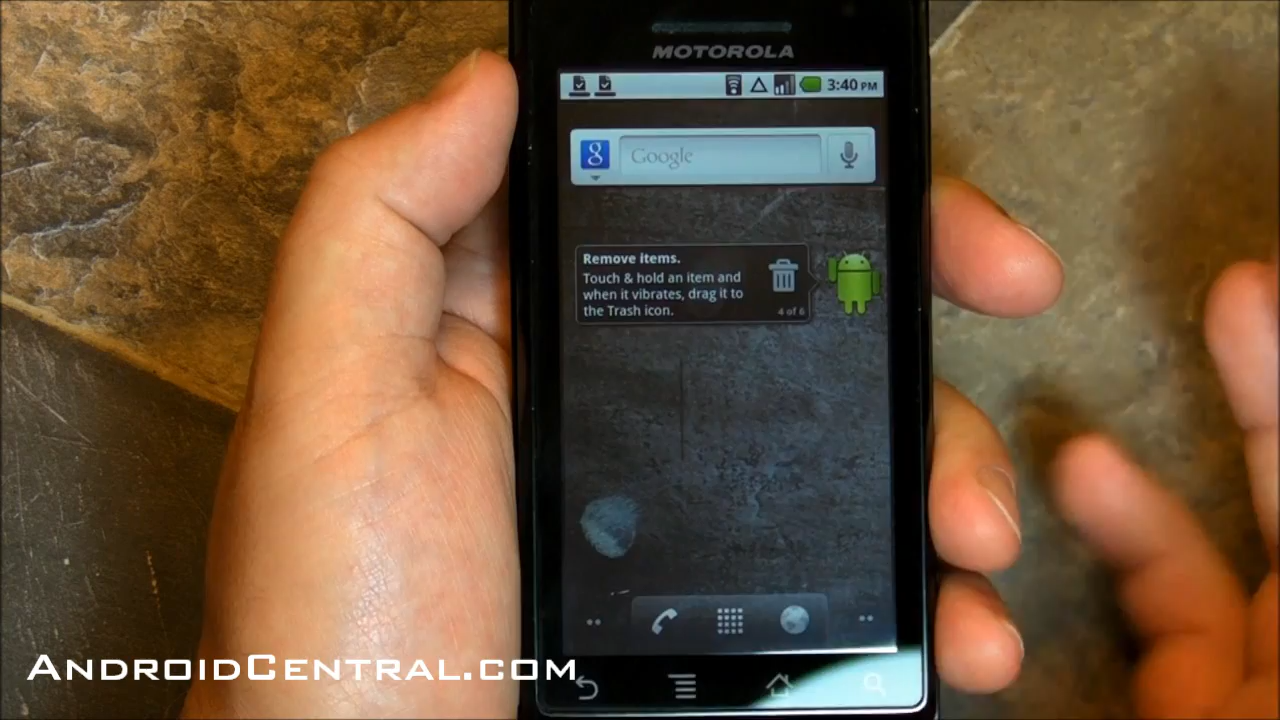 MOTOROLA
3:40 PM
g
Google
Remove items.
Touch & hold an item and
when it vibrates, drag it to
the Trash icon.
4 of 6
ANDROIDCENTRAL.COM